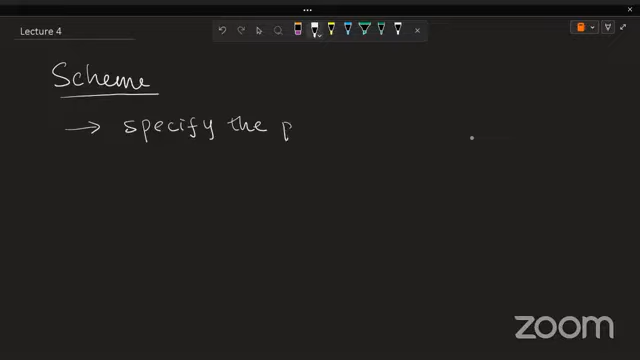 Lecture 4
Scheme
→ specify the p
zoom